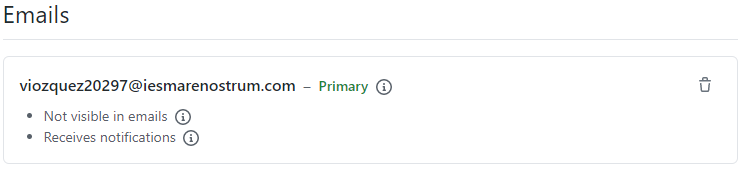 Emails
viozquez20297@iesmarenostrum.com – Primary
Not visible in emails
Receives notifications